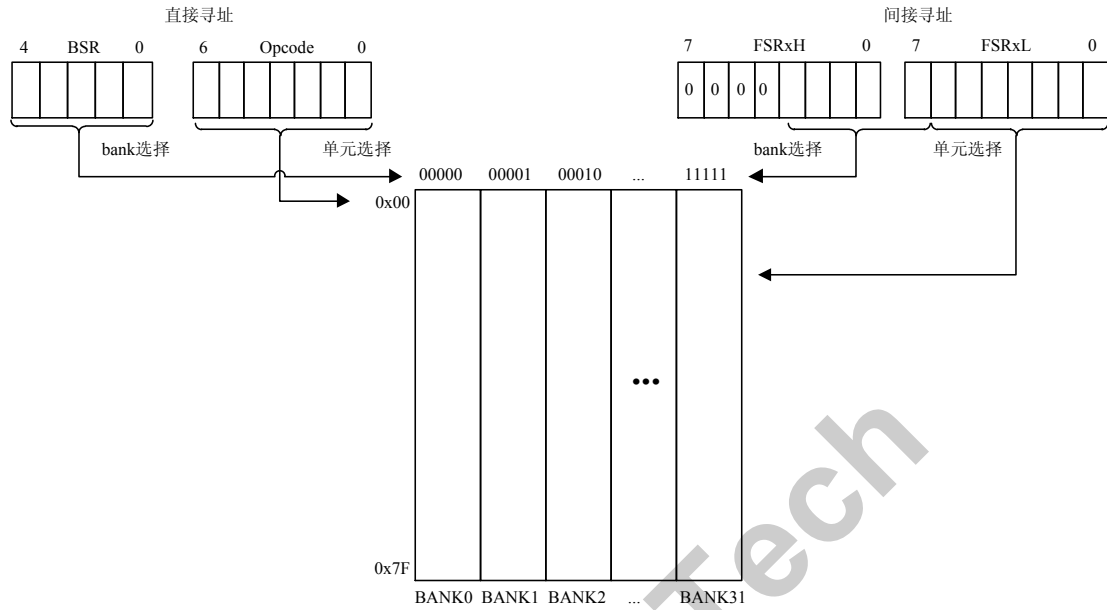 直接寻址
间接寻址
4 BSR 0
6 Opcode 0
7 FSRxH 0
7 FSRxL 0
0 0 0 0
bank选择
单元选择
bank选择
单元选择
00000 00001 00010 ... 11111
0x00
...
0x7F
BANK0 BANK1 BANK2 ... BANK31
Tech